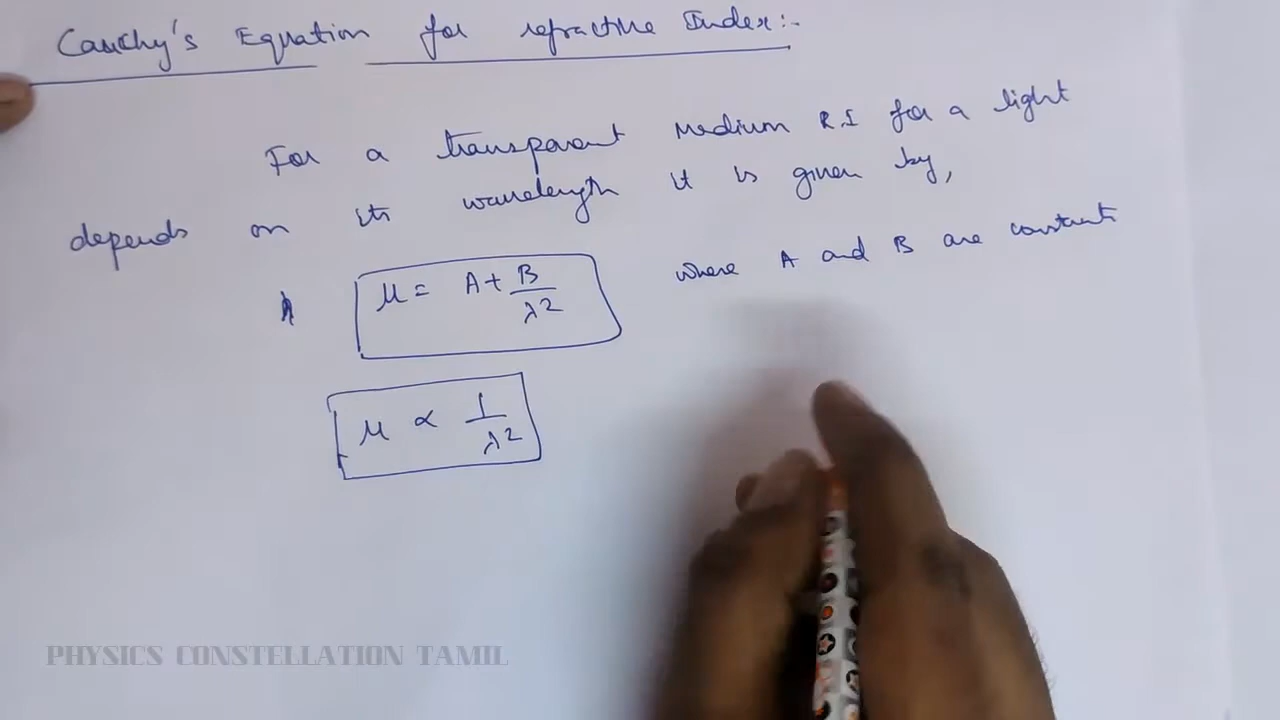 Cauchy's Equation for refractive Index:-
For a transparent Medium R.I for a light
depends on its wavelength it is given by,
μ = A + B/λ² where A and B are constants
μ ∝ 1/λ²
PHYSICS CONSTELLATION TAMIL